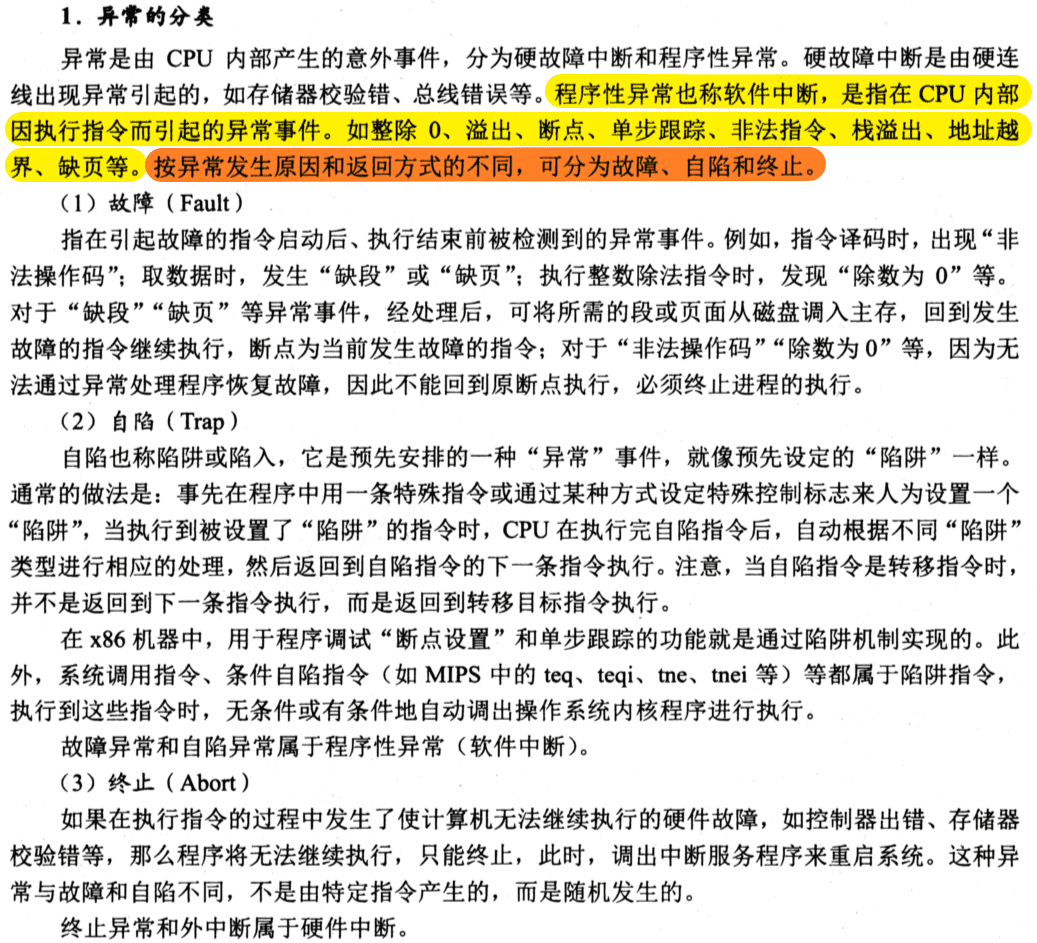 1. 异常的分类
异常是由 CPU 内部产生的意外事件，分为硬故障中断和程序性异常。硬故障中断是由硬连
线出现异常引起的，如存储器校验错、总线错误等。程序性异常也称软件中断，是指在 CPU 内部
因执行指令而引起的异常事件。如整除 0、溢出、断点、单步跟踪、非法指令、栈溢出、地址越
界、缺页等。按异常发生原因和返回方式的不同，可分为故障、自陷和终止。
（1）故障（Fault）
指在引起故障的指令启动后、执行结束前被检测到的异常事件。例如，指令译码时，出现“非
法操作码”；取数据时，发生“缺段”或“缺页”；执行整数除法指令时，发现“除数为 0”等。
对于“缺段”“缺页”等异常事件，经处理后，可将所需的段或页面从磁盘调入主存，回到发生
故障的指令继续执行，断点为当前发生故障的指令；对于“非法操作码”“除数为 0”等，因为无
法通过异常处理程序恢复故障，因此不能回到原断点执行，必须终止进程的执行。
（2）自陷（Trap）
自陷也称陷阱或陷入，它是预先安排的一种“异常”事件，就像预先设定的“陷阱”一样。
通常的做法是：事先在程序中用一条特殊指令或通过某种方式设定特殊控制标志来人为设置一个
“陷阱”，当执行到被设置了“陷阱”的指令时，CPU 在执行完自陷指令后，自动根据不同“陷阱”
类型进行相应的处理，然后返回到自陷指令的下一条指令执行。注意，当自陷指令是转移指令时，
并不是返回到下一条指令执行，而是返回到转移目标指令执行。
在 x86 机器中，用于程序调试“断点设置”和单步跟踪的功能就是通过陷阱机制实现的。此
外，系统调用指令、条件自陷指令（如 MIPS 中的 teq、teqi、tne、tnei 等）等都属于陷阱指令，
执行到这些指令时，无条件或有条件地自动调出操作系统内核程序进行执行。
故障异常和自陷异常属于程序性异常（软件中断）。
（3）终止（Abort）
如果在执行指令的过程中发生了使计算机无法继续执行的硬件故障，如控制器出错、存储器
校验错等，那么程序将无法继续执行，只能终止，此时，调出中断服务程序来重启系统。这种异
常与故障和自陷不同，不是由特定指令产生的，而是随机发生的。
终止异常和外中断属于硬件中断。